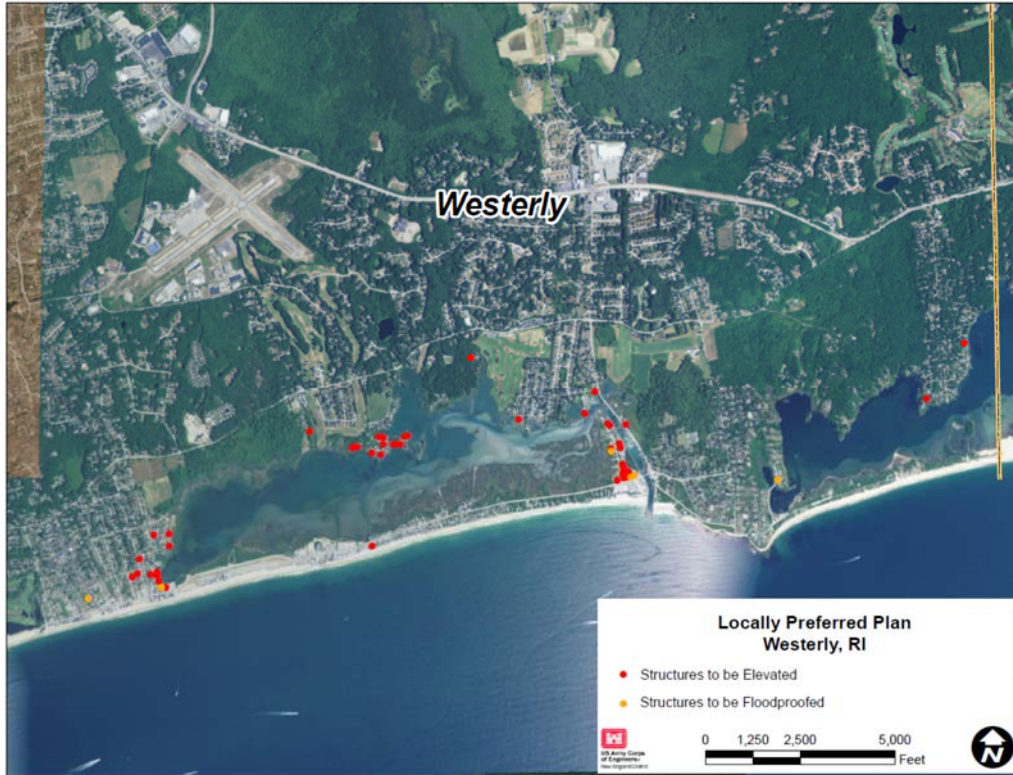 Westerly
Locally Preferred Plan
Westerly, RI
Structures to be Elevated
Structures to be Floodproofed
US Army Corps
of Engineers
New England District
0 1,250 2,500 5,000
Feet
N